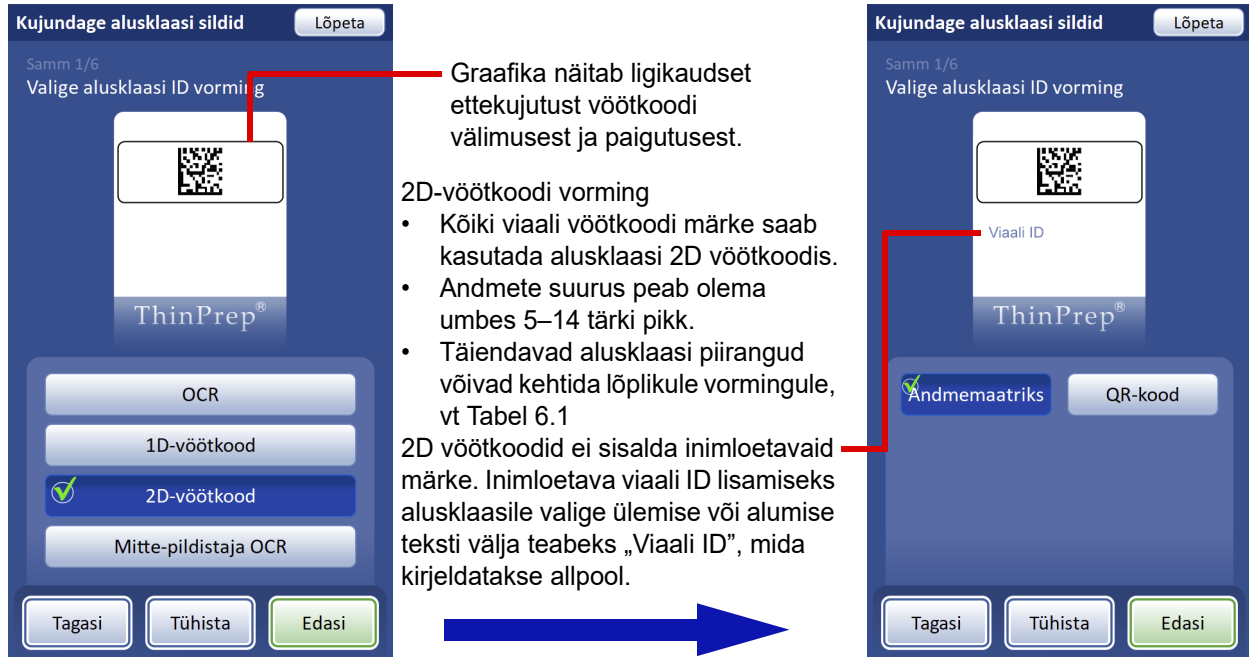 Kujundage alusklaasi sildid
Lõpeta
Samm 1/6
Valige alusklaasi ID vorming
ThinPrep®
OCR
1D-vöötkood
2D-vöötkood
Mitte-pildistaja OCR
Tagasi
Tühista
Edasi
Graafika näitab ligikaudset
ettekujutust vöötkoodi
välimusest ja paigutusest.
2D-vöötkoodi vorming
• Kõiki viaali vöötkoodi märke saab
kasutada alusklaasi 2D vöötkoodis.
• Andmete suurus peab olema
umbes 5–14 tärki pikk.
• Täiendavad alusklaasi piirangud
võivad kehtida lõplikule vormingule,
vt Tabel 6.1
2D vöötkoodid ei sisalda inimloetavaid
märke. Inimloetava viaali ID lisamiseks
alusklaasile valige ülemise või alumise
teksti välja teabeks „Viaali ID”, mida
kirjeldatakse allpool.
Kujundage alusklaasi sildid
Lõpeta
Samm 1/6
Valige alusklaasi ID vorming
Viaali ID
ThinPrep®
Andmemaatriks
QR-kood
Tagasi
Tühista
Edasi